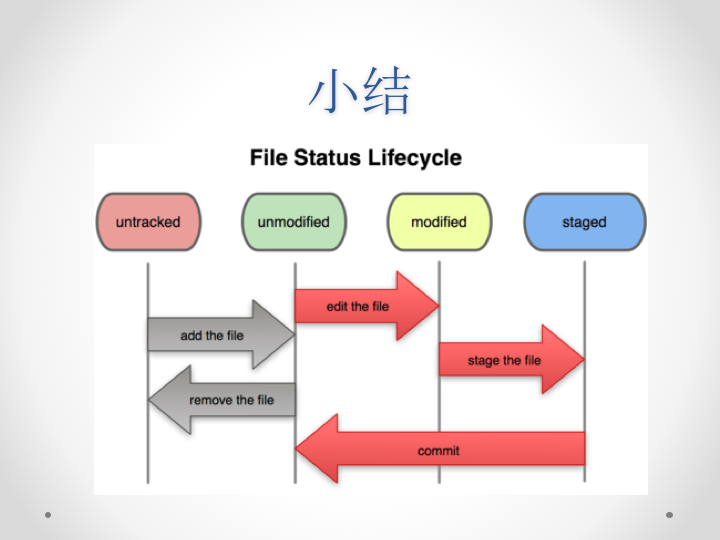 小结
File Status Lifecycle
untracked
unmodified
modified
staged
edit the file
add the file
stage the file
remove the file
commit